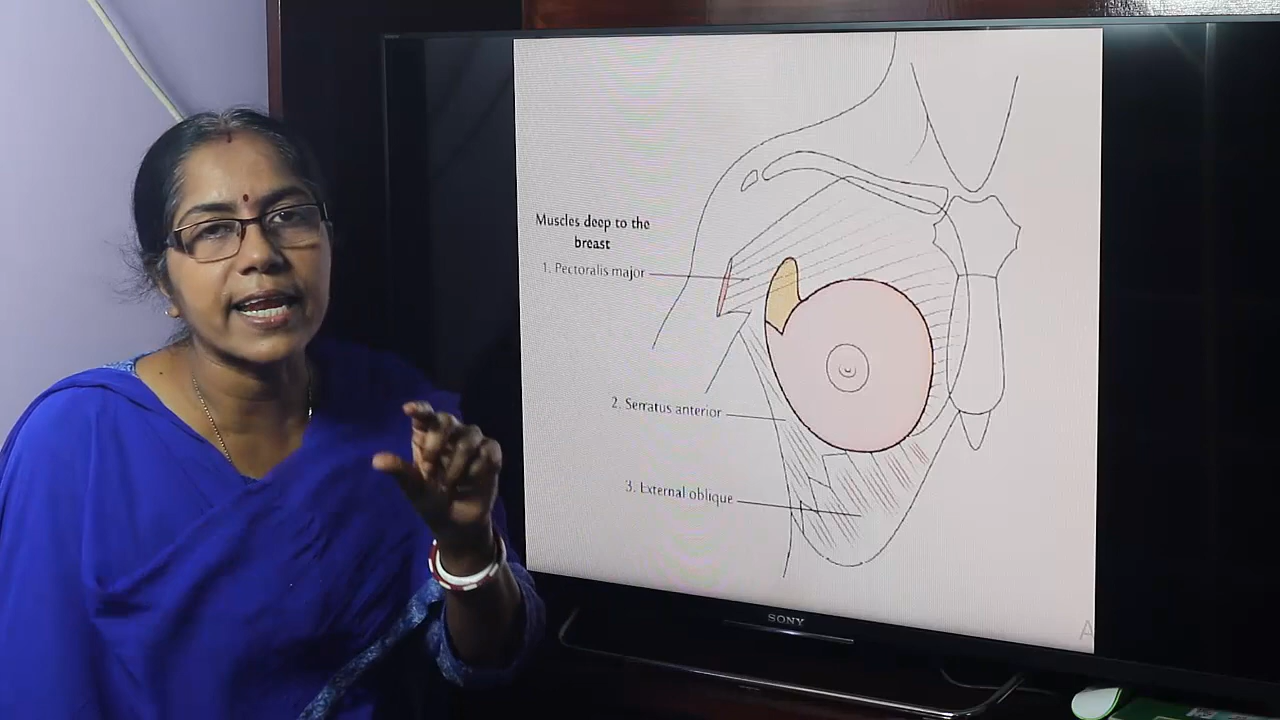 Muscles deep to the
breast
1. Pectoralis major
2. Serratus anterior
3. External oblique
SONY
A